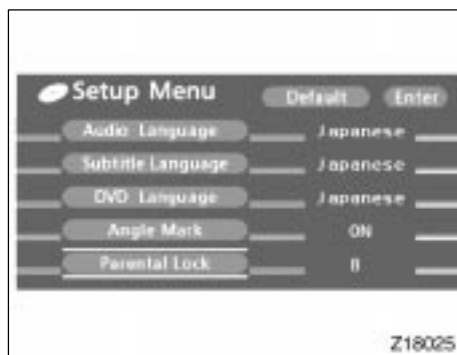 Setup Menu Default Enter
Audio Language Japanese
Subtitle Language Japanese
DVD Language Japanese
Angle Mark ON
Parental Lock 8
Z18025